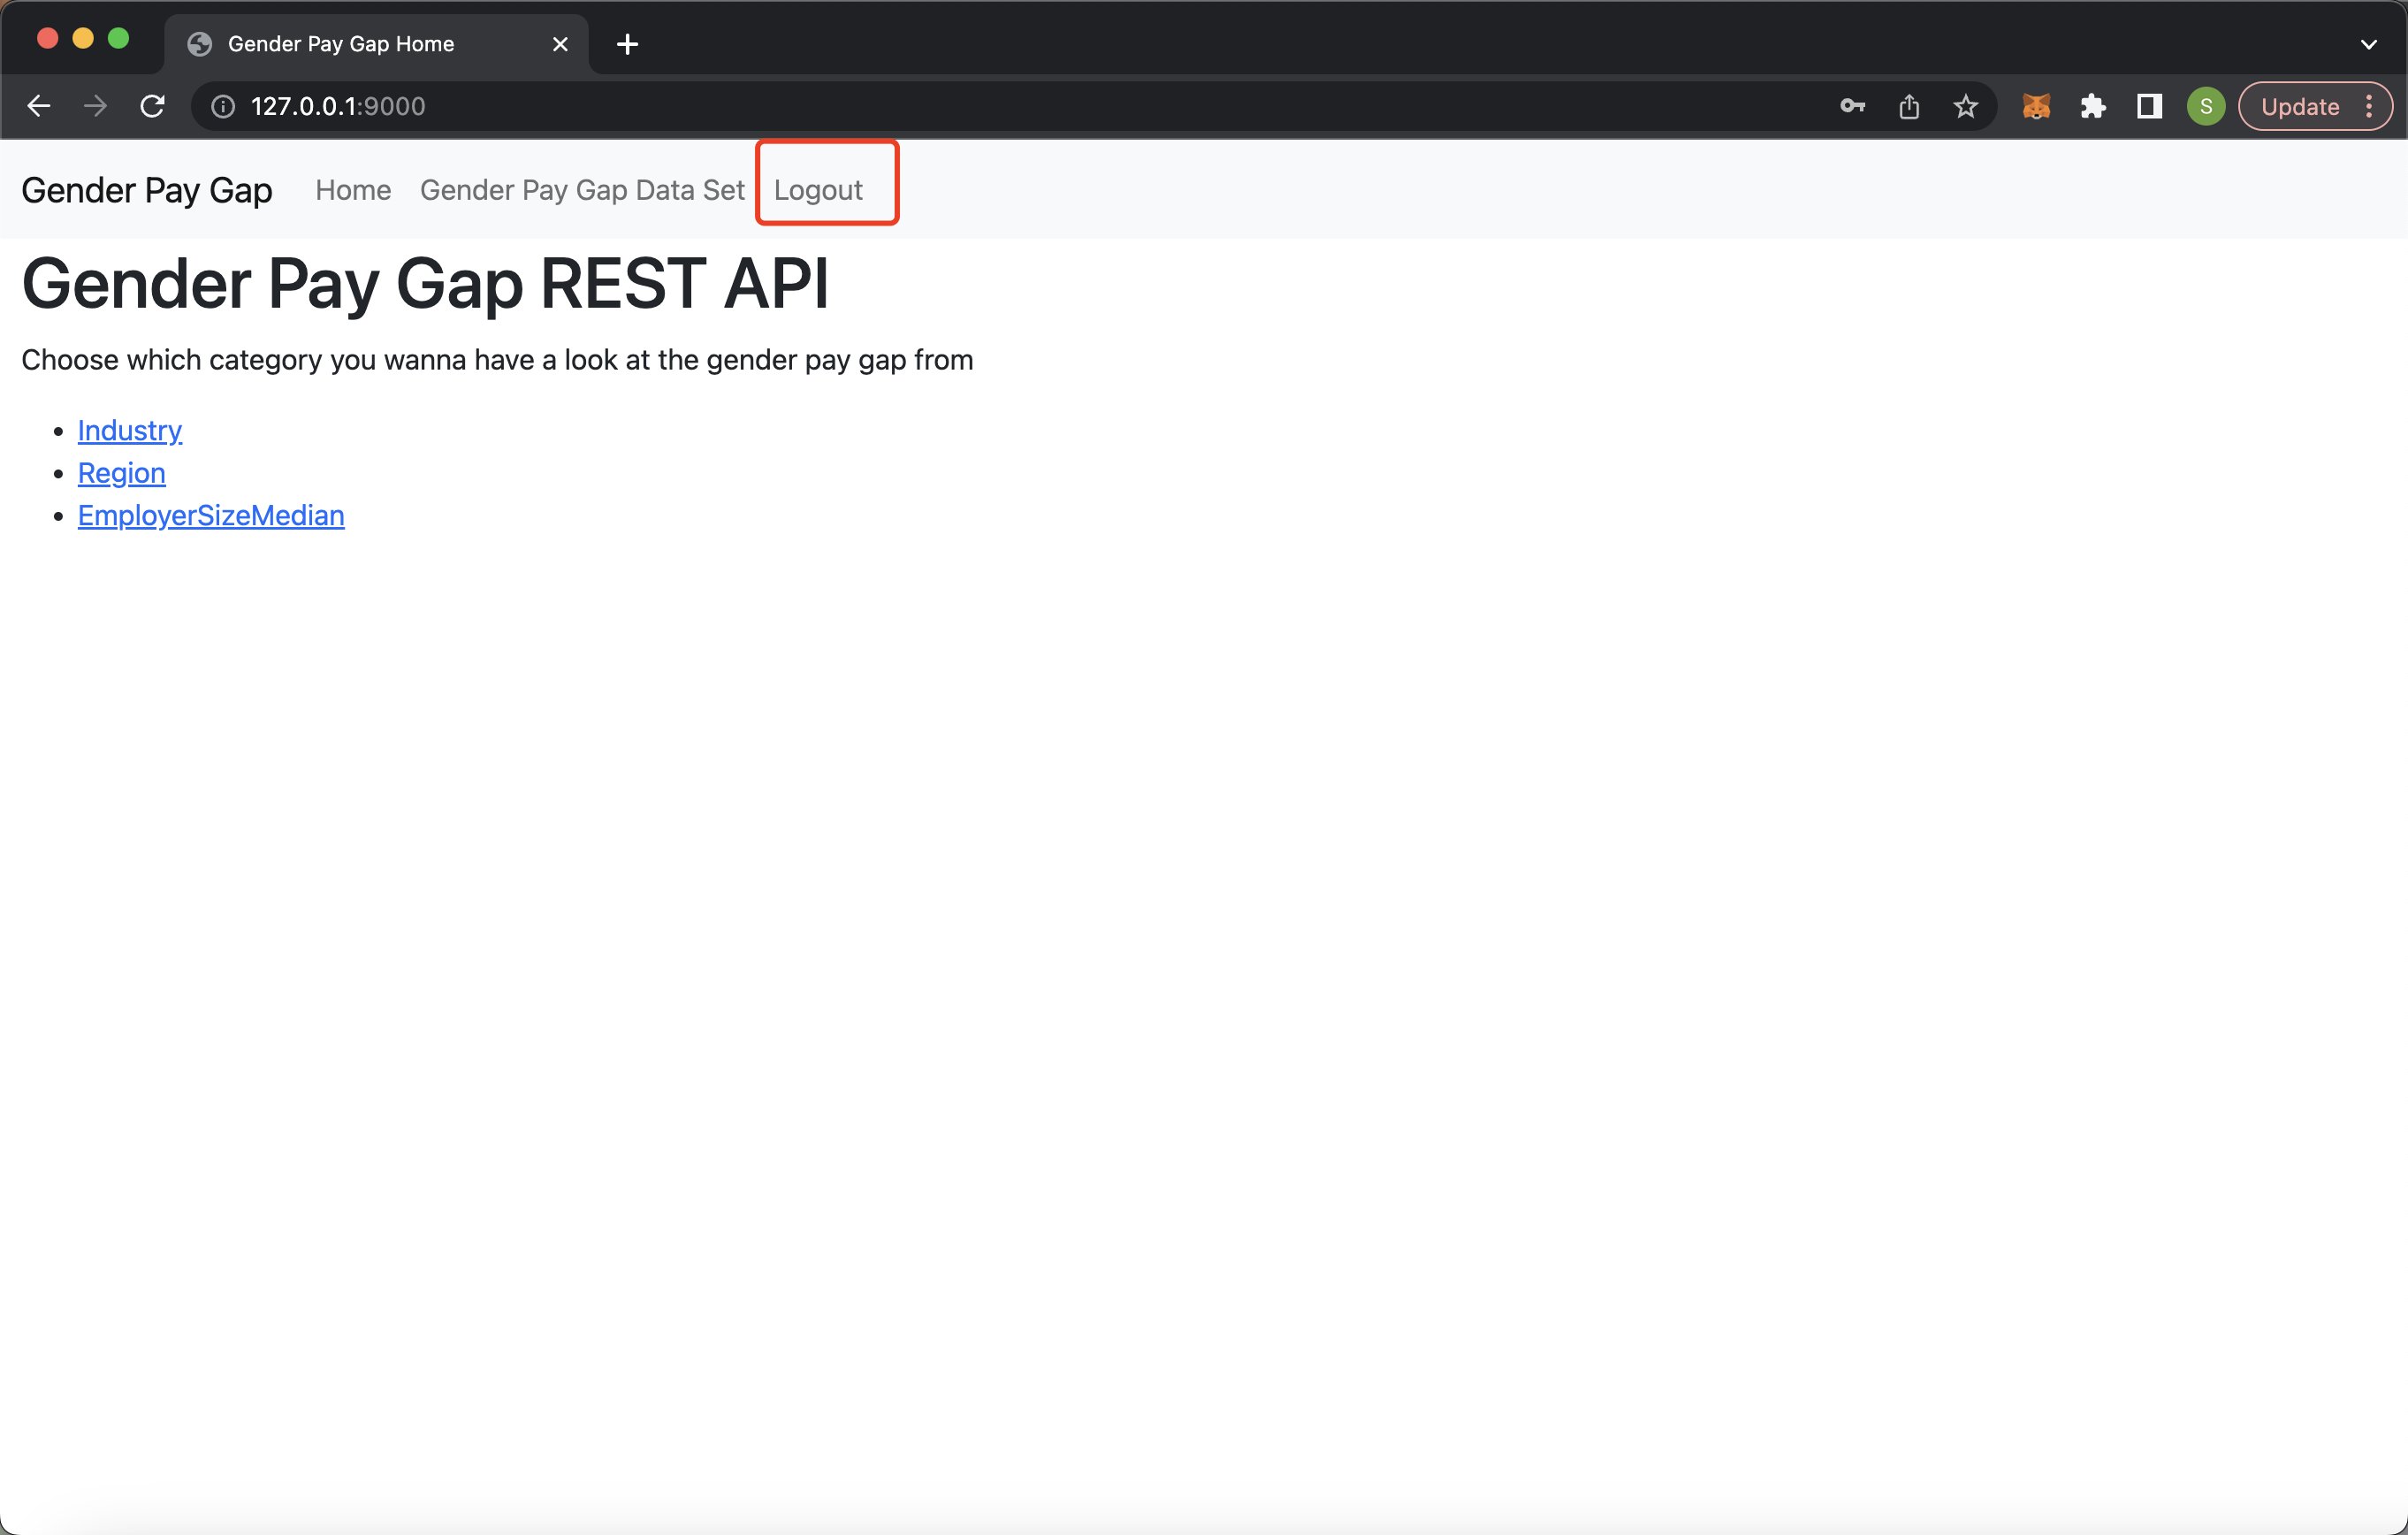 Gender Pay Gap Home
127.0.0.1:9000
S
Update
Gender Pay Gap Home Gender Pay Gap Data Set Logout
Gender Pay Gap REST API
Choose which category you wanna have a look at the gender pay gap from
Industry
Region
EmployerSizeMedian